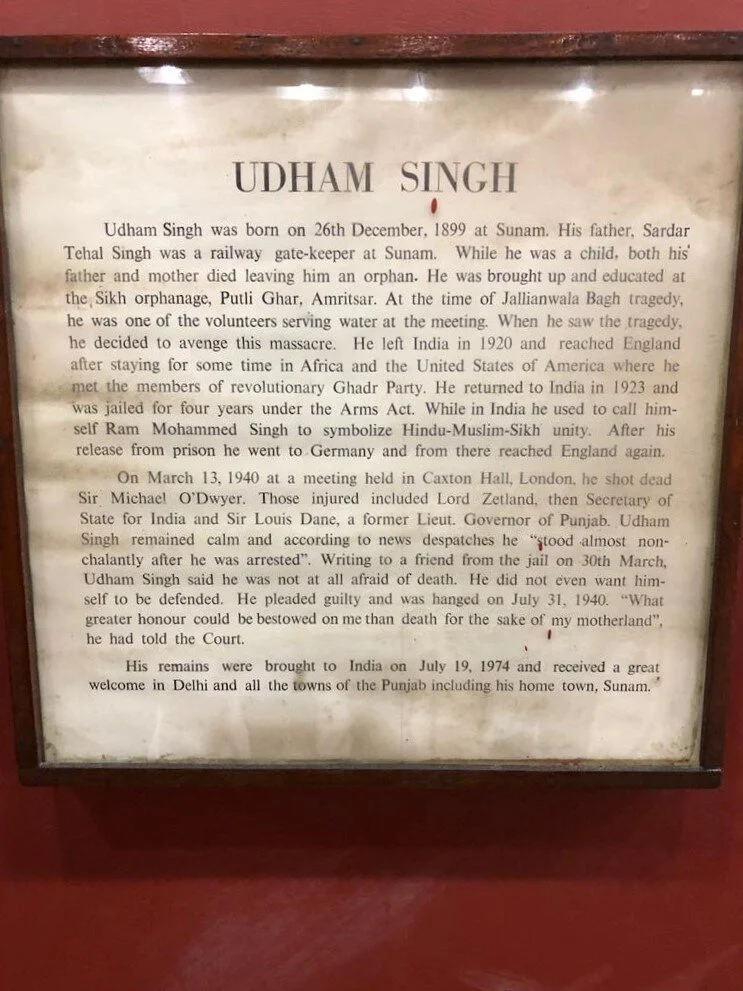 UDHAM SINGH
Udham Singh was born on 26th December, 1899 at Sunam. His father, Sardar
Tehal Singh was a railway gate-keeper at Sunam. While he was a child, both his
father and mother died leaving him an orphan. He was brought up and educated at
the Sikh orphanage, Putli Ghar, Amritsar. At the time of Jallianwala Bagh tragedy,
he was one of the volunteers serving water at the meeting. When he saw the tragedy,
he decided to avenge this massacre. He left India in 1920 and reached England
after staying for some time in Africa and the United States of America where he
met the members of revolutionary Ghadr Party. He returned to India in 1923 and
was jailed for four years under the Arms Act. While in India he used to call him-
self Ram Mohammed Singh to symbolize Hindu-Muslim-Sikh unity. After his
release from prison he went to Germany and from there reached England again.
On March 13, 1940 at a meeting held in Caxton Hall, London, he shot dead
Sir Michael O'Dwyer. Those injured included Lord Zetland, then Secretary of
State for India and Sir Louis Dane, a former Lieut. Governor of Punjab. Udham
Singh remained calm and according to news despatches he “stood almost non-
chalantly after he was arrested”. Writing to a friend from the jail on 30th March,
Udham Singh said he was not at all afraid of death. He did not even want him-
self to be defended. He pleaded guilty and was hanged on July 31, 1940. “What
greater honour could be bestowed on me than death for the sake of my motherland”,
he had told the Court.
His remains were brought to India on July 19, 1974 and received a great
welcome in Delhi and all the towns of the Punjab including his home town, Sunam.